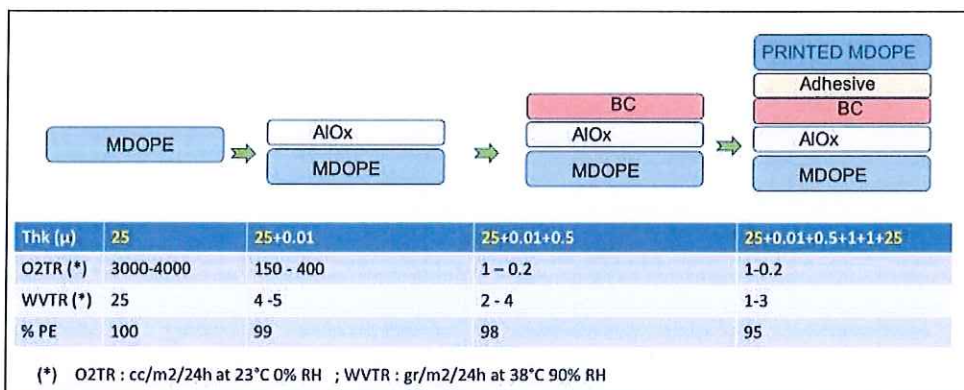 PRINTED MDOPE
Adhesive
BC
BC
AlOx
AlOx
AlOx
MDOPE
MDOPE
MDOPE
MDOPE
Thk (µ) 25 25+0.01 25+0.01+0.5 25+0.01+0.5+1+1+25
O2TR (*) 3000-4000 150 - 400 1 – 0.2 1-0.2
WVTR (*) 25 4 -5 2 - 4 1-3
% PE 100 99 98 95
(*) O2TR : cc/m2/24h at 23°C 0% RH ; WVTR : gr/m2/24h at 38°C 90% RH